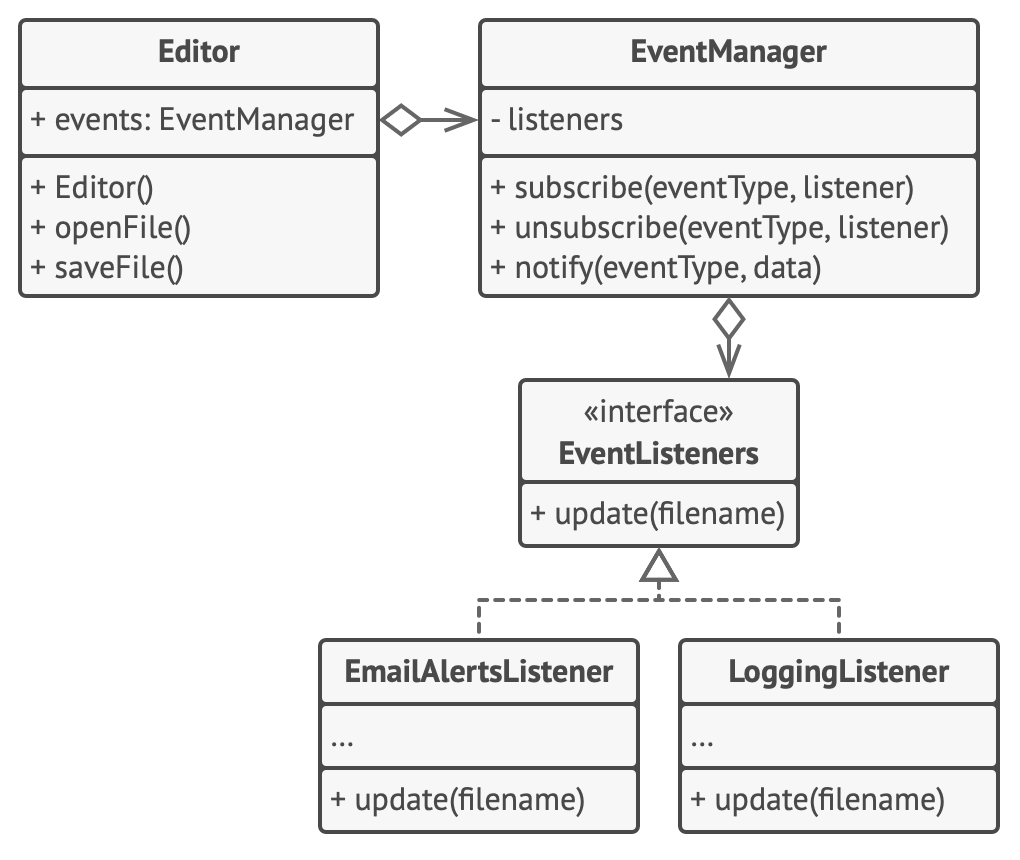 Editor
+ events: EventManager
+ Editor()
+ openFile()
+ saveFile()
EventManager
- listeners
+ subscribe(eventType, listener)
+ unsubscribe(eventType, listener)
+ notify(eventType, data)
«interface»
EventListeners
+ update(filename)
EmailAlertsListener
...
+ update(filename)
LoggingListener
...
+ update(filename)